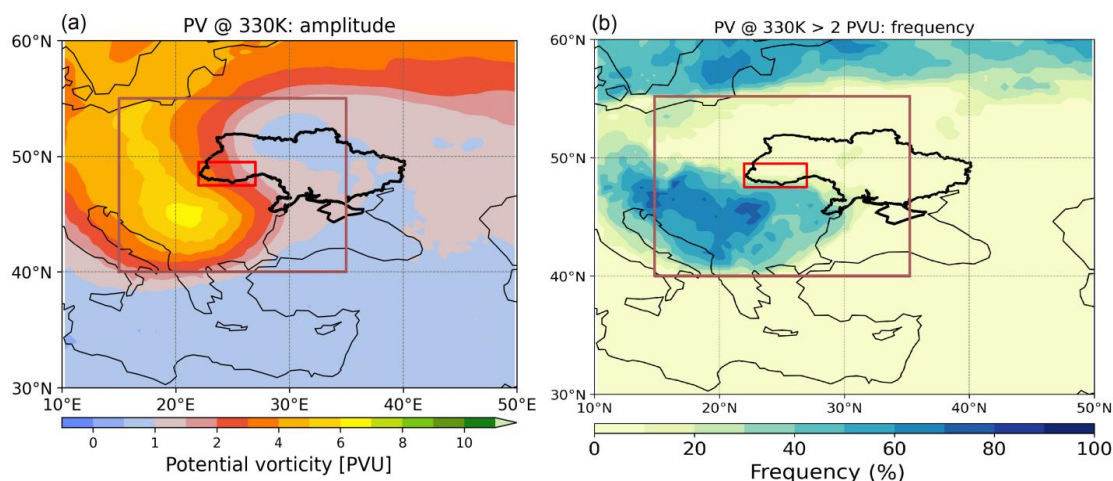 (a)
PV @ 330K: amplitude
60°N
50°N
40°N
30°N
10°E
20°E
30°E
40°E
50°E
0
1
2
4
6
8
10
Potential vorticity [PVU]
(b)
PV @ 330K > 2 PVU: frequency
60°N
50°N
40°N
30°N
10°N
20°N
30°N
40°N
50°N
0
20
40
60
80
100
Frequency (%)